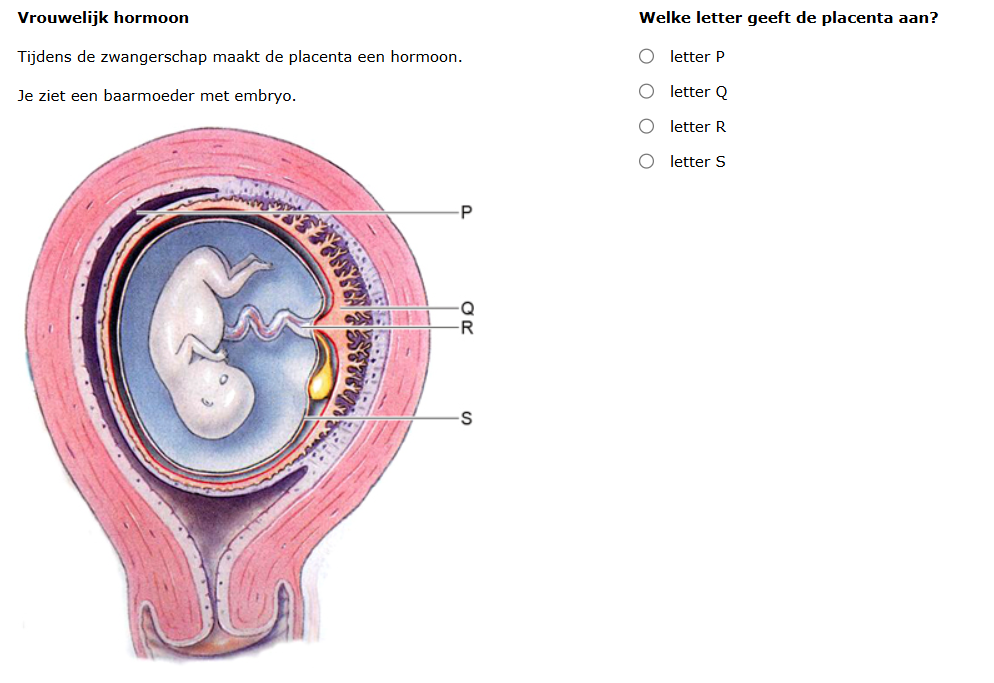 Vrouwelijk hormoon
Tijdens de zwangerschap maakt de placenta een hormoon.
Je ziet een baarmoeder met embryo.
P
Q
R
S
Welke letter geeft de placenta aan?
letter P
letter Q
letter R
letter S